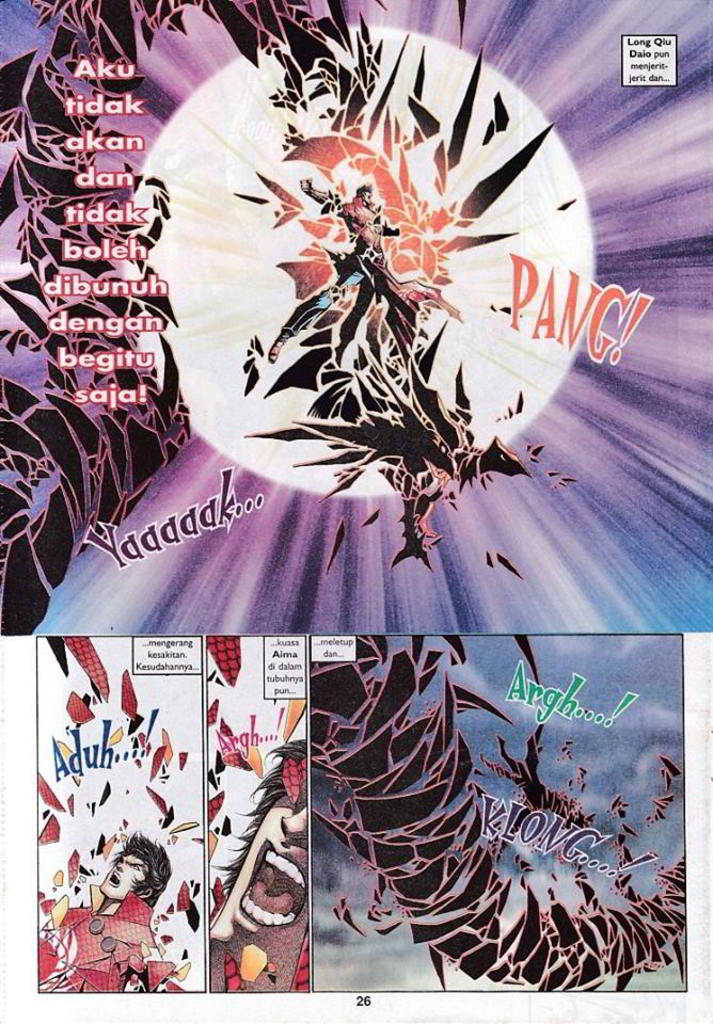 Long Qiu
Daio pun
menjerit-
jerit dan...
Aku
tidak
akan
dan
tidak
boleh
dibunuh
dengan
begitu
saja!
PANG!
Yaaaaak...
...mengerang
kesakitan.
Kesudahannya...
Aduh....!
...kuasa
Aima
di dalam
tubuhnya
pun...
Argh....!
...meletup
dan...
Argh....!
KLONG....!
26